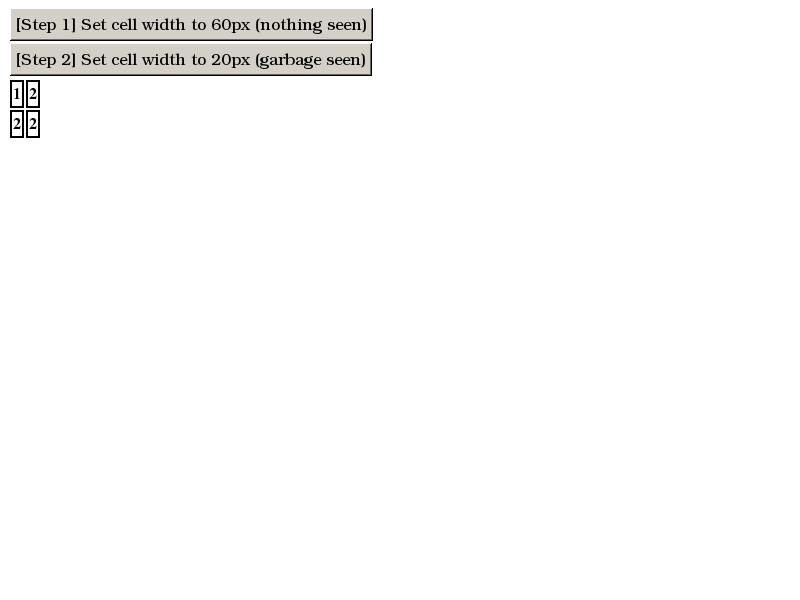 [Step 1] Set cell width to 60px (nothing seen)
[Step 2] Set cell width to 20px (garbage seen)
1 2
2 2